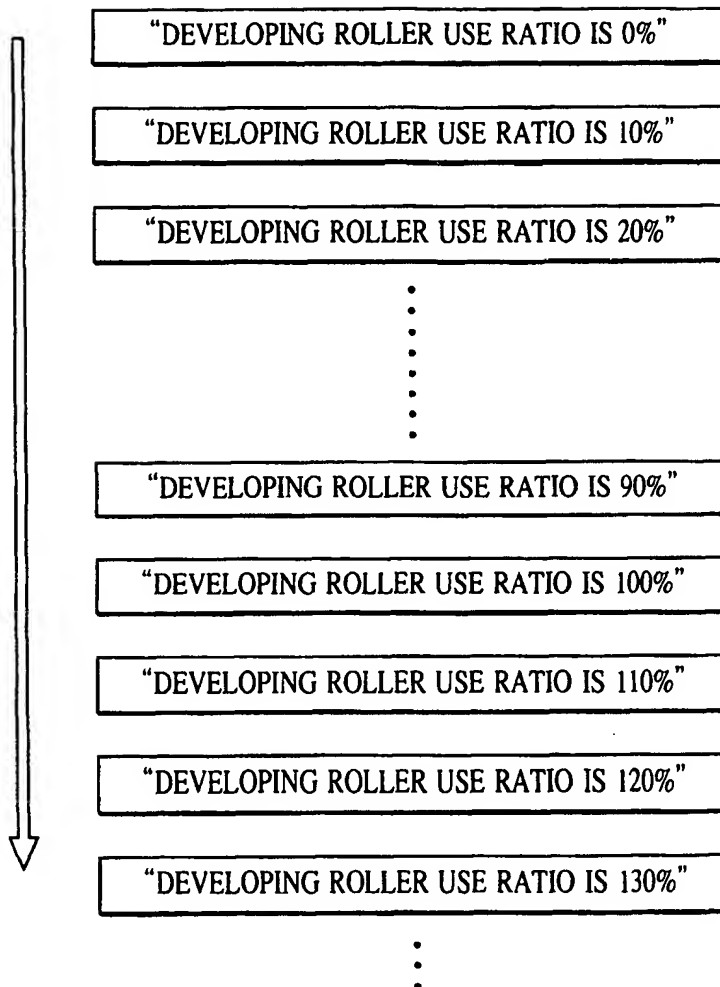 “DEVELOPING ROLLER USE RATIO IS 0%”
“DEVELOPING ROLLER USE RATIO IS 10%”
“DEVELOPING ROLLER USE RATIO IS 20%”
“DEVELOPING ROLLER USE RATIO IS 90%”
“DEVELOPING ROLLER USE RATIO IS 100%”
“DEVELOPING ROLLER USE RATIO IS 110%”
“DEVELOPING ROLLER USE RATIO IS 120%”
“DEVELOPING ROLLER USE RATIO IS 130%”